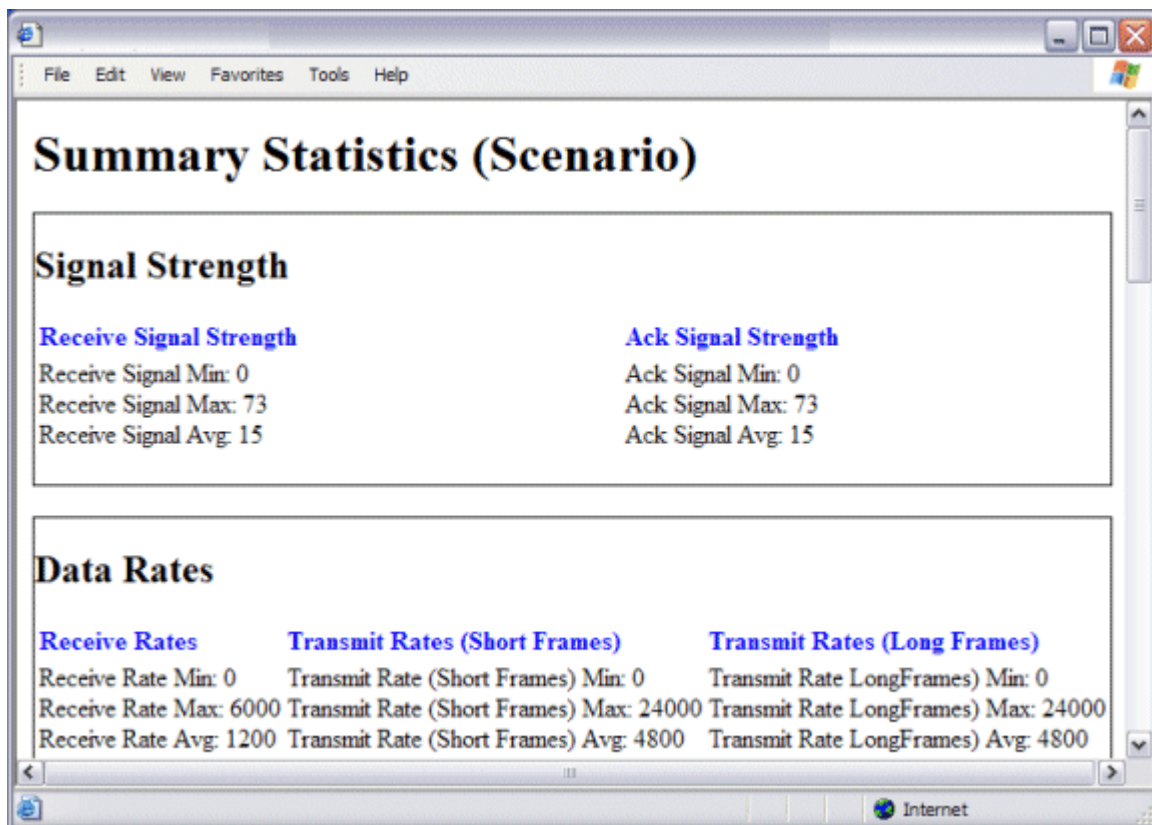 File Edit View Favorites Tools Help
Summary Statistics (Scenario)
Signal Strength
Receive Signal Strength Ack Signal Strength
Receive Signal Min: 0 Ack Signal Min: 0
Receive Signal Max: 73 Ack Signal Max: 73
Receive Signal Avg: 15 Ack Signal Avg: 15
Data Rates
Receive Rates Transmit Rates (Short Frames) Transmit Rates (Long Frames)
Receive Rate Min: 0 Transmit Rate (Short Frames) Min: 0 Transmit Rate LongFrames) Min: 0
Receive Rate Max: 6000 Transmit Rate (Short Frames) Max: 24000 Transmit Rate LongFrames) Max: 24000
Receive Rate Avg: 1200 Transmit Rate (Short Frames) Avg: 4800 Transmit Rate LongFrames) Avg: 4800
Internet